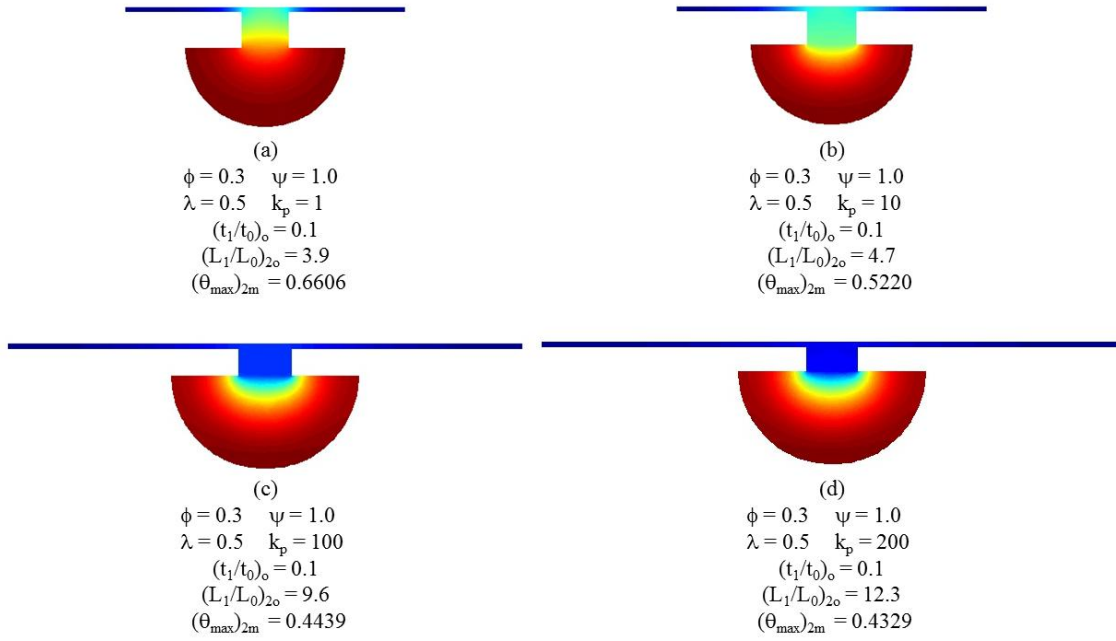 (a)
ϕ = 0.3 ψ = 1.0
λ = 0.5 kₚ = 1
(t₁/t₀)ₒ = 0.1
(L₁/L₀)₂ₒ = 3.9
(θₘₐₓ)₂ₘ = 0.6606
(b)
ϕ = 0.3 ψ = 1.0
λ = 0.5 kₚ = 10
(t₁/t₀)ₒ = 0.1
(L₁/L₀)₂ₒ = 4.7
(θₘₐₓ)₂ₘ = 0.5220
(c)
ϕ = 0.3 ψ = 1.0
λ = 0.5 kₚ = 100
(t₁/t₀)ₒ = 0.1
(L₁/L₀)₂ₒ = 9.6
(θₘₐₓ)₂ₘ = 0.4439
(d)
ϕ = 0.3 ψ = 1.0
λ = 0.5 kₚ = 200
(t₁/t₀)ₒ = 0.1
(L₁/L₀)₂ₒ = 12.3
(θₘₐₓ)₂ₘ = 0.4329